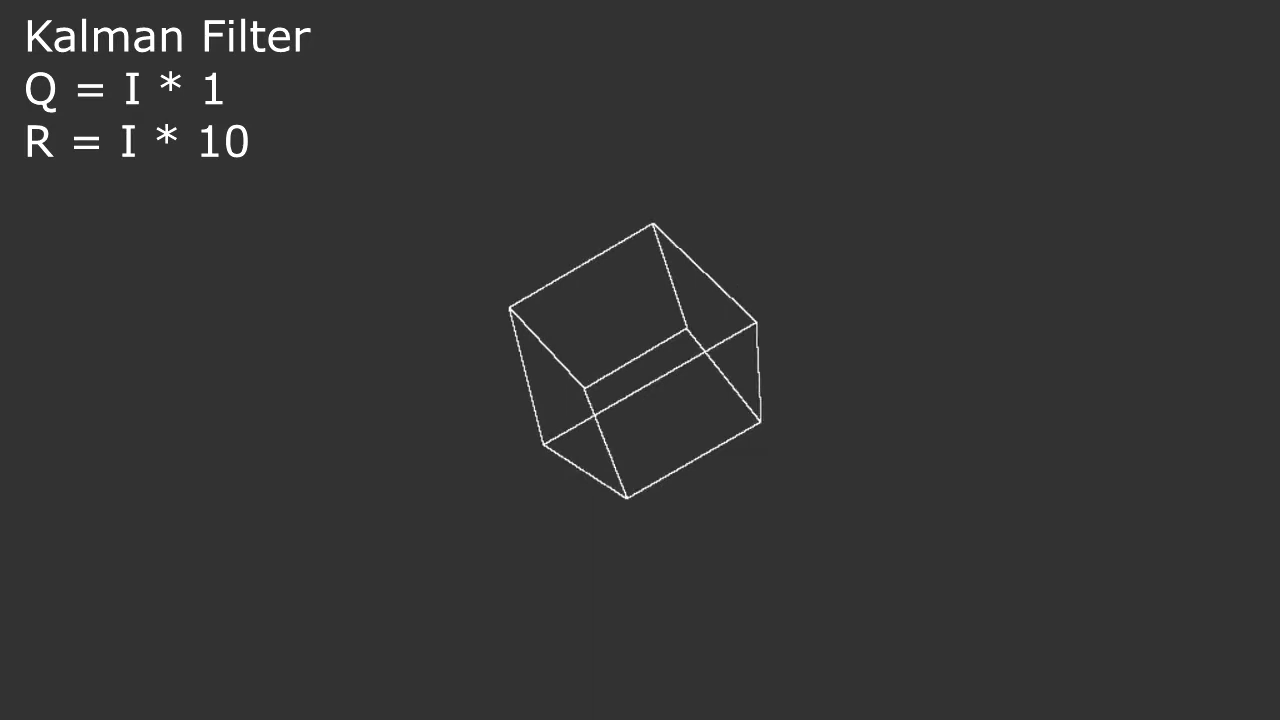 Kalman Filter
Q = I * 1
R = I * 10